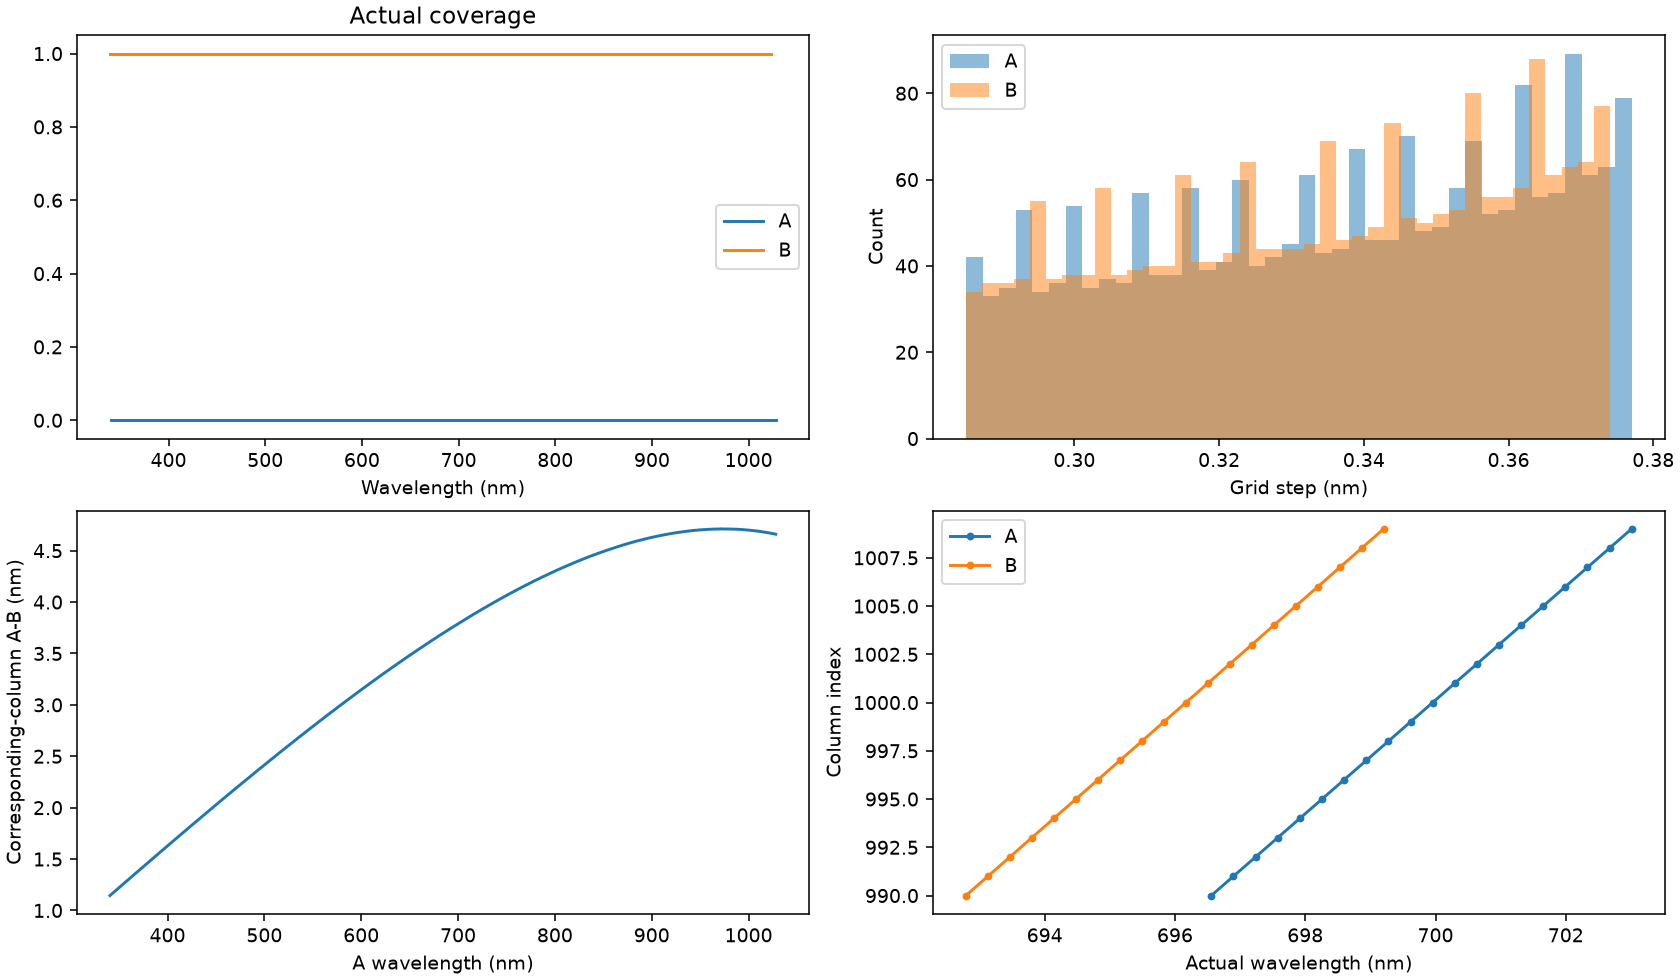 Actual coverage
1.0
0.8
0.6
0.4
0.2
0.0
A
B
400 500 600 700 800 900 1000
Wavelength (nm)
A
B
Count
80
60
40
20
0
0.30 0.32 0.34 0.36 0.38
Grid step (nm)
Corresponding-column A-B (nm)
4.5
4.0
3.5
3.0
2.5
2.0
1.5
1.0
400 500 600 700 800 900 1000
A wavelength (nm)
A
B
Column index
1007.5
1005.0
1002.5
1000.0
997.5
995.0
992.5
990.0
694 696 698 700 702
Actual wavelength (nm)